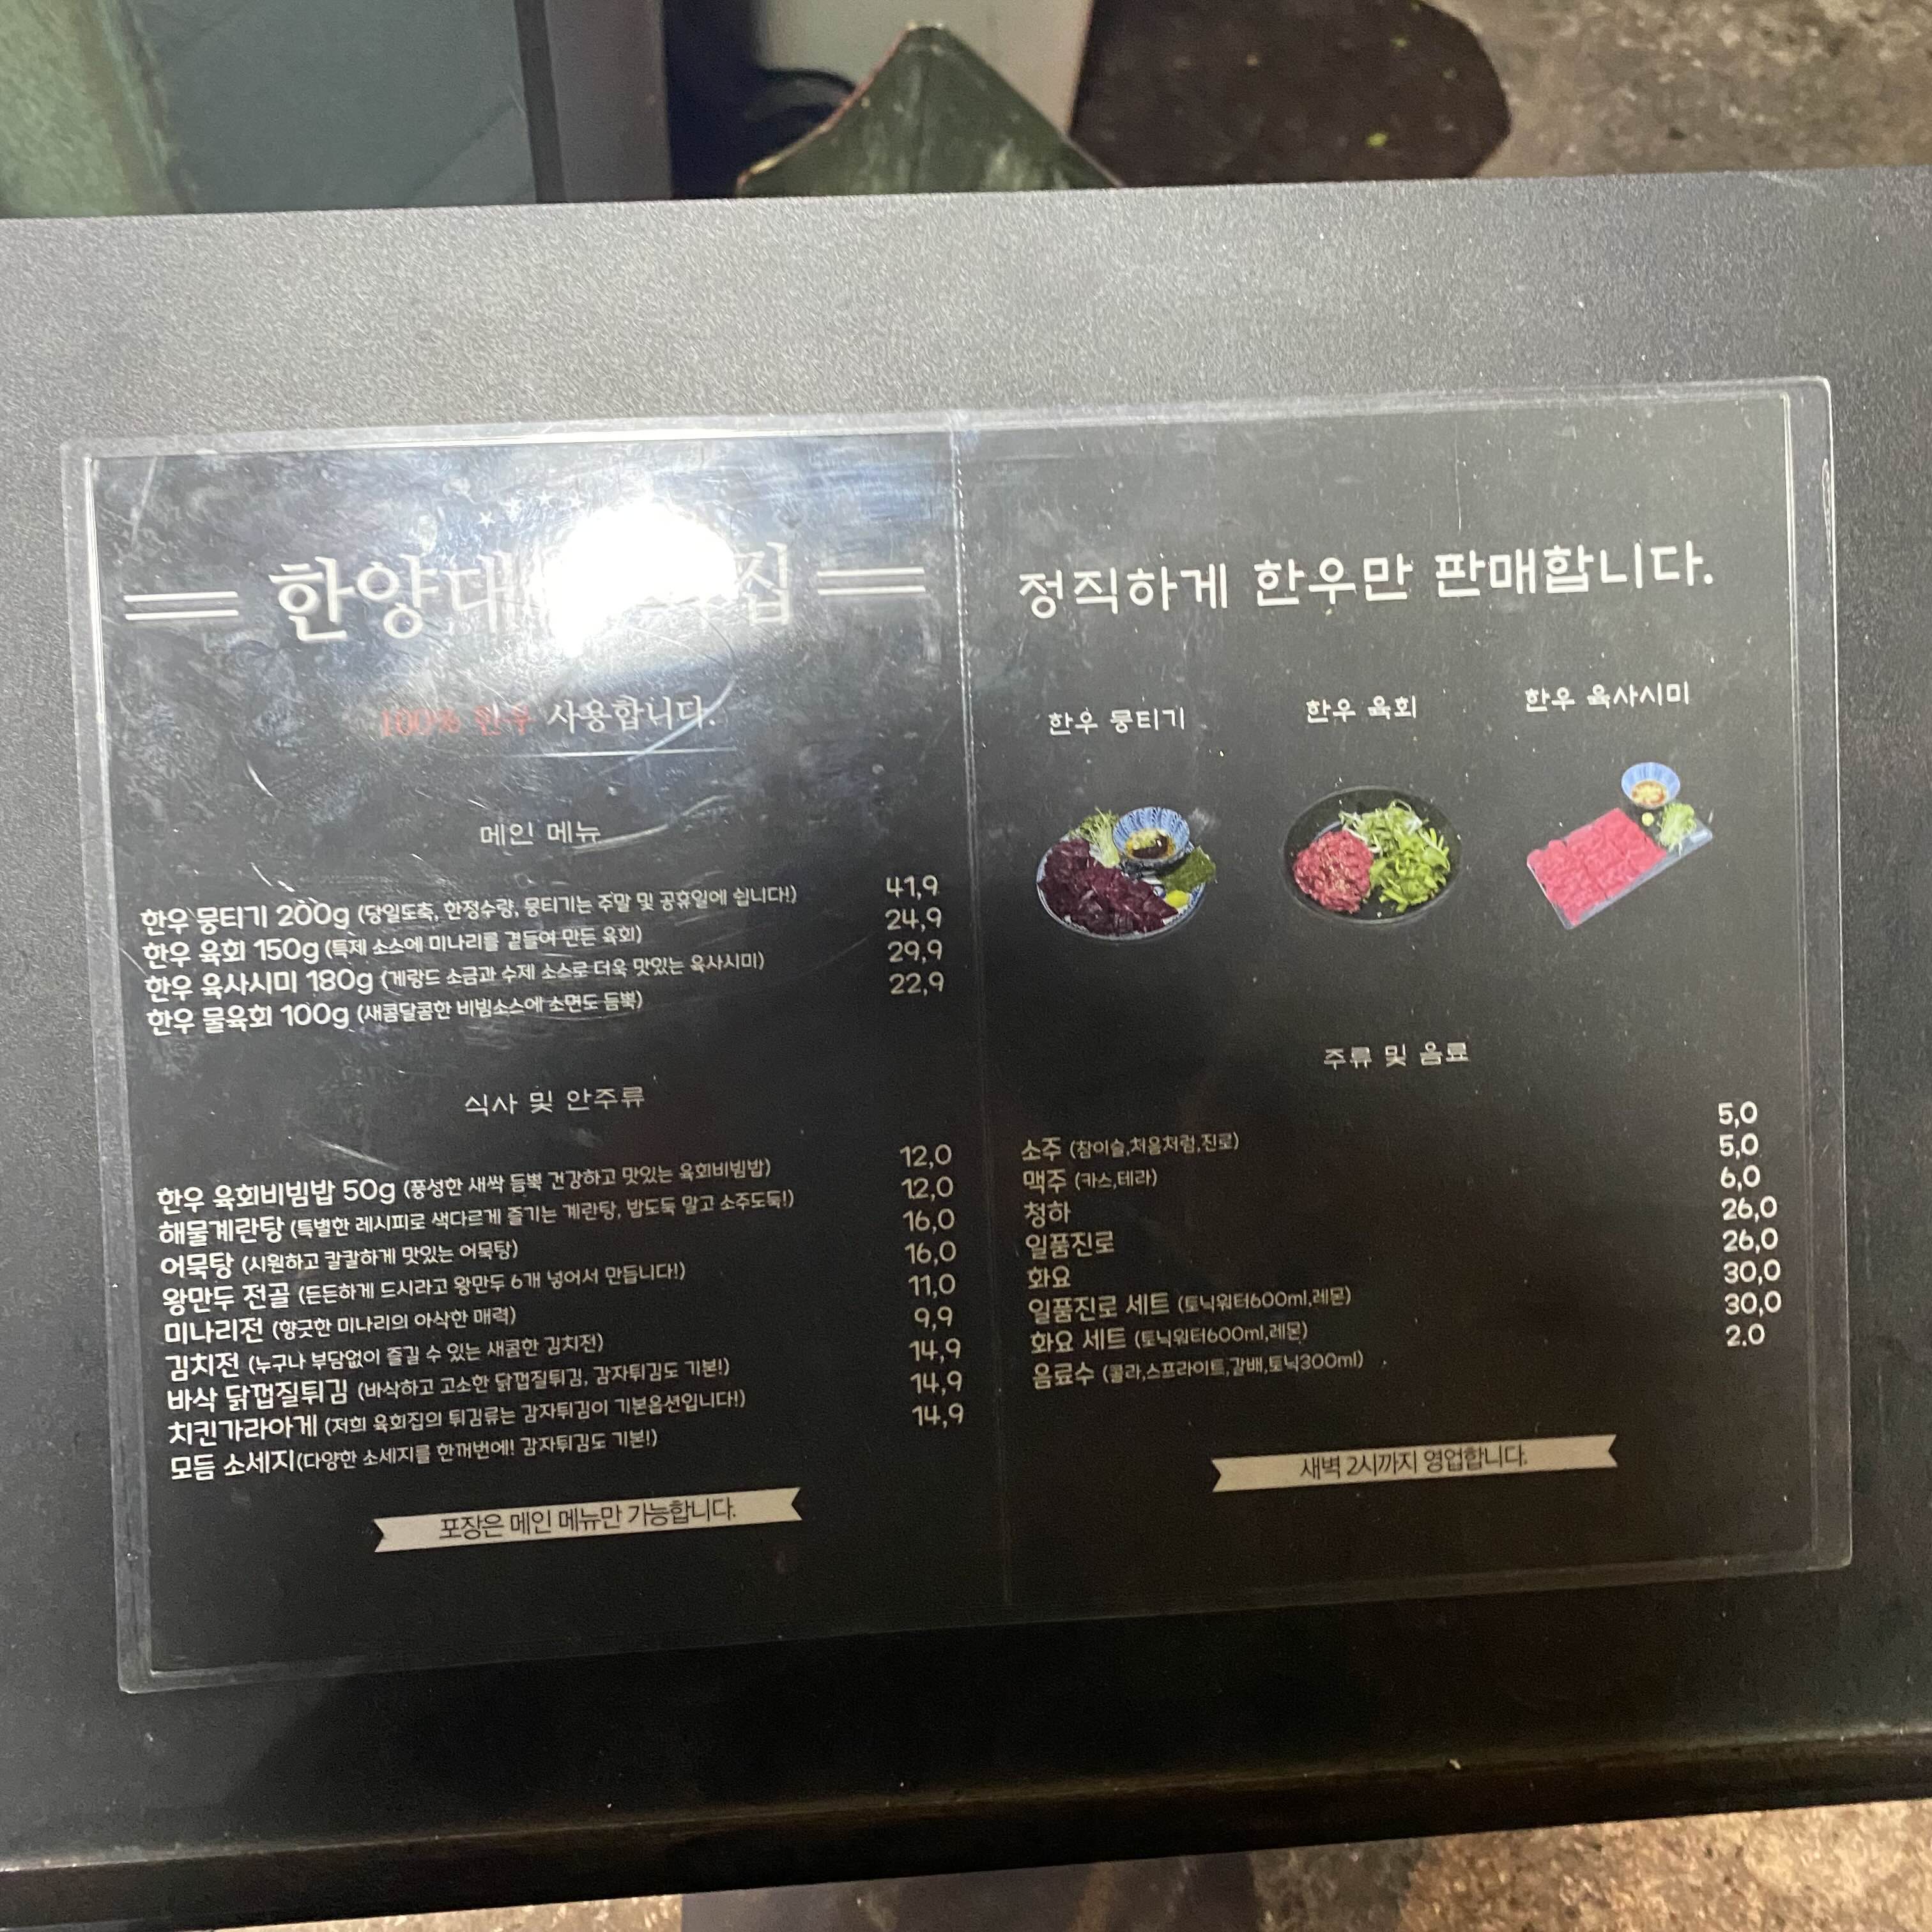 한양대
집
100% 한우 사용합니다.
메인 메뉴
한우 뭉티기 200g (당일도축, 한정수량, 뭉티기는 주말 및 공휴일에 쉽니다!) 41,9
한우 육회 150g (특제 소스에 미나리를 곁들여 만든 육회) 24,9
한우 육사시미 180g (게랑드 소금과 수제 소스로 더욱 맛있는 육사시미) 29,9
한우 물육회 100g (새콤달콤한 비빔소스에 소면도 듬뿍) 22,9
식사 및 안주류
한우 육회비빔밥 50g (풍성한 새싹 듬뿍 건강하고 맛있는 육회비빔밥) 12,0
해물계란탕 (특별한 레시피로 색다르게 즐기는 계란탕, 밥도둑 말고 소주도둑!) 12,0
어묵탕 (시원하고 칼칼하게 맛있는 어묵탕) 16,0
왕만두 전골 (든든하게 드시라고 왕만두 6개 넣어서 만듭니다!) 16,0
미나리전 (향긋한 미나리의 아삭한 매력) 11,0
김치전 (누구나 부담없이 즐길 수 있는 새콤한 김치전) 9,9
바삭 닭껍질튀김 (바삭하고 고소한 닭껍질튀김, 감자튀김도 기본!) 14,9
치킨가라아게 (저희 육회집의 튀김류는 감자튀김이 기본옵션입니다!) 14,9
모듬 소세지(다양한 소세지를 한꺼번에! 감자튀김도 기본!) 14,9
포장은 메인 메뉴만 가능합니다.
정직하게 한우만 판매합니다.
한우 뭉티기 한우 육회 한우 육사시미
주류 및 음료
소주 (참이슬,처음처럼,진로) 5,0
맥주 (카스,테라) 5,0
청하 6,0
일품진로 26,0
화요 26,0
일품진로 세트 (토닉워터600ml,레몬) 30,0
화요 세트 (토닉워터600ml,레몬) 30,0
음료수 (콜라,스프라이트,갈배,토닉300ml) 2.0
새벽 2시까지 영업합니다.